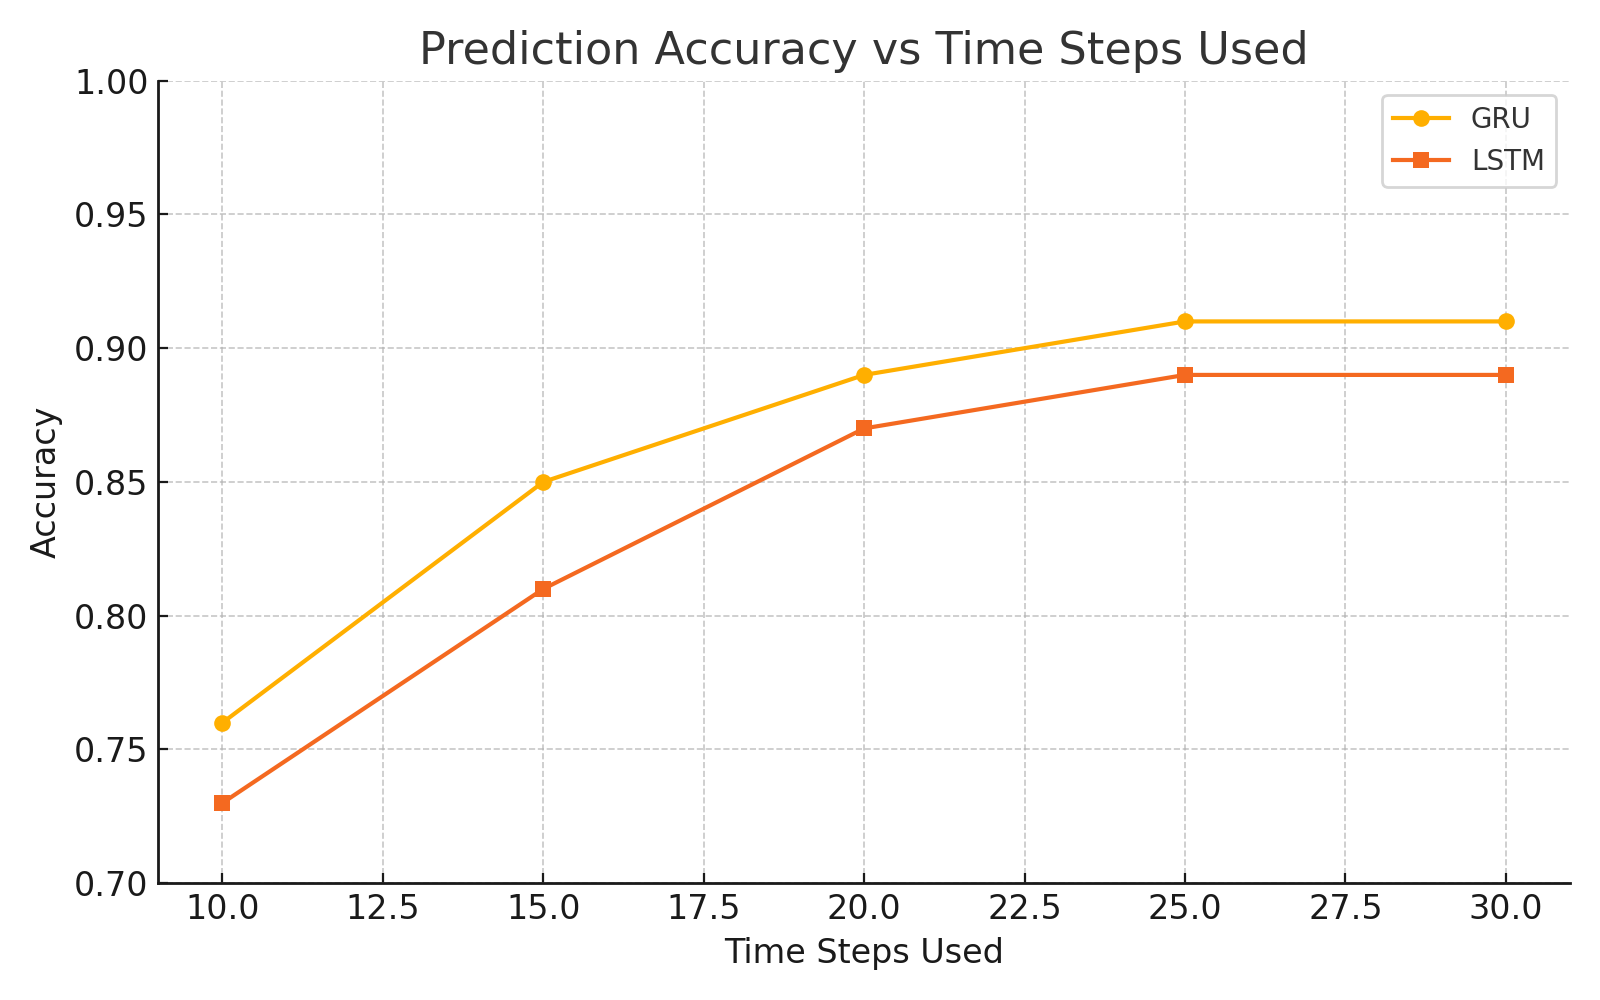 Prediction Accuracy vs Time Steps Used
1.00
0.95
0.90
0.85
0.80
0.75
0.70
Accuracy
GRU
LSTM
10.0 12.5 15.0 17.5 20.0 22.5 25.0 27.5 30.0
Time Steps Used